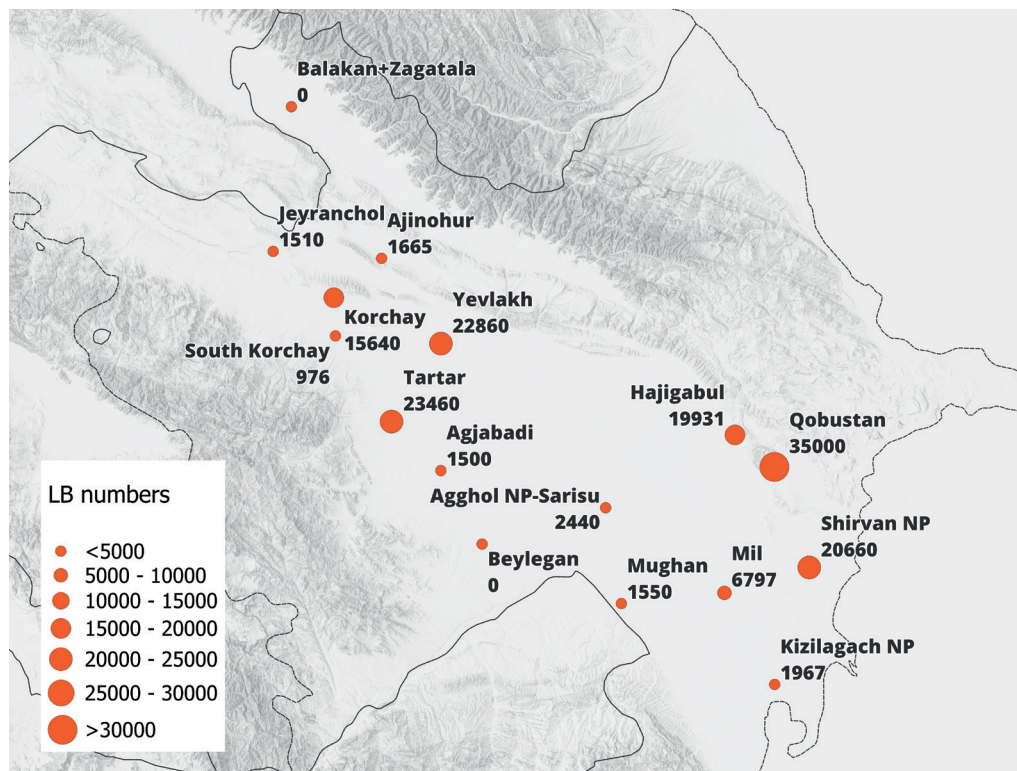 Balakan+Zagatala
0
Jeyranchol
1510
Ajinohur
1665
Korchay
15640
Yevlakh
22860
South Korchay
976
Tartar
23460
Hajigabul
19931
Qobustan
35000
Agjabadi
1500
Agghol NP-Sarisu
2440
Shirvan NP
20660
Beylegan
0
Mughan
1550
Mil
6797
Kizilagach NP
1967
LB numbers
<5000
5000 - 10000
10000 - 15000
15000 - 20000
20000 - 25000
25000 - 30000
>30000